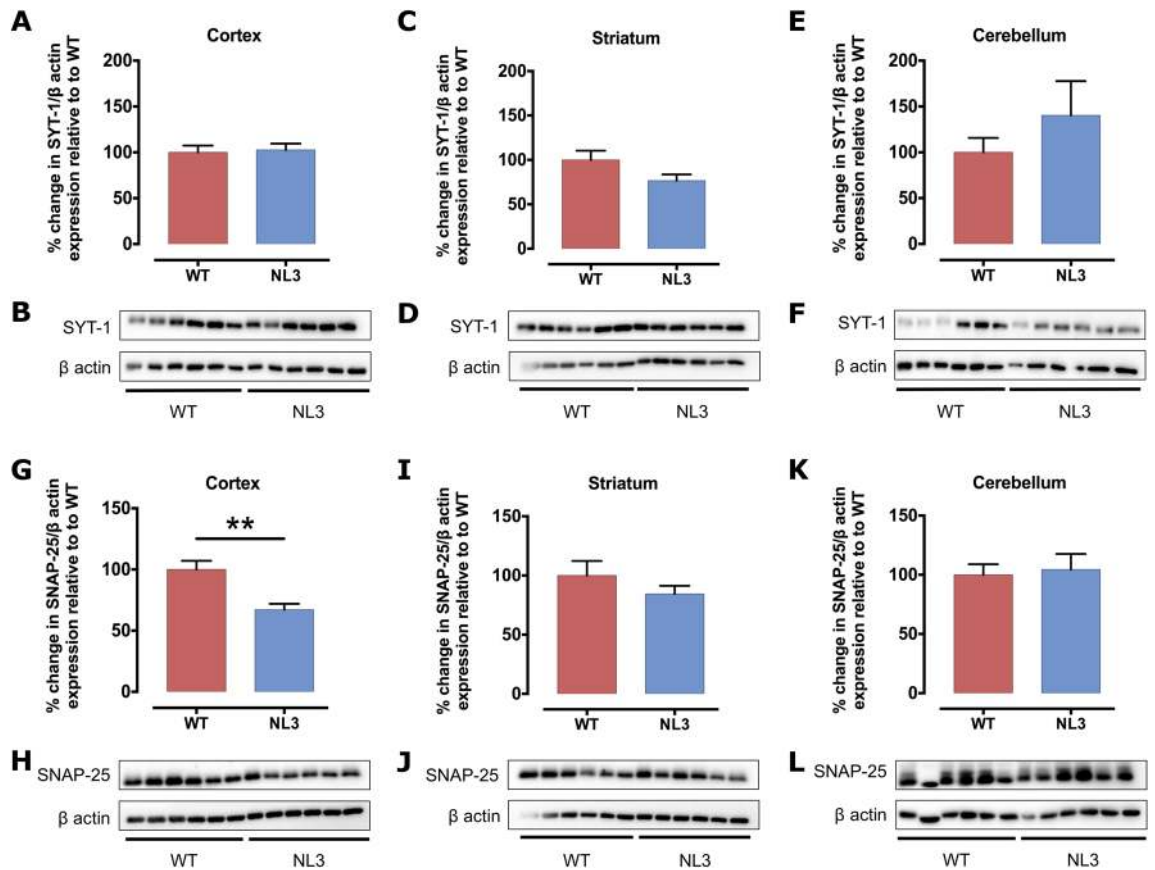 A
Cortex
% change in SYT-1/β actin
expression relative to to WT
200
150
100
50
0
WT NL3
C
Striatum
% change in SYT-1/β actin
expression relative to to WT
200
150
100
50
0
WT NL3
E
Cerebellum
% change in SYT-1/β actin
expression relative to to WT
200
150
100
50
0
WT NL3
B
SYT-1
β actin
WT NL3
D
SYT-1
β actin
WT NL3
F
SYT-1
β actin
WT NL3
G
Cortex
% change in SNAP-25/β actin
expression relative to to WT
150
100
50
0
**
WT NL3
I
Striatum
% change in SNAP-25/β actin
expression relative to to WT
150
100
50
0
WT NL3
K
Cerebellum
% change in SNAP-25/β actin
expression relative to to WT
150
100
50
0
WT NL3
H
SNAP-25
β actin
WT NL3
J
SNAP-25
β actin
WT NL3
L
SNAP-25
β actin
WT NL3